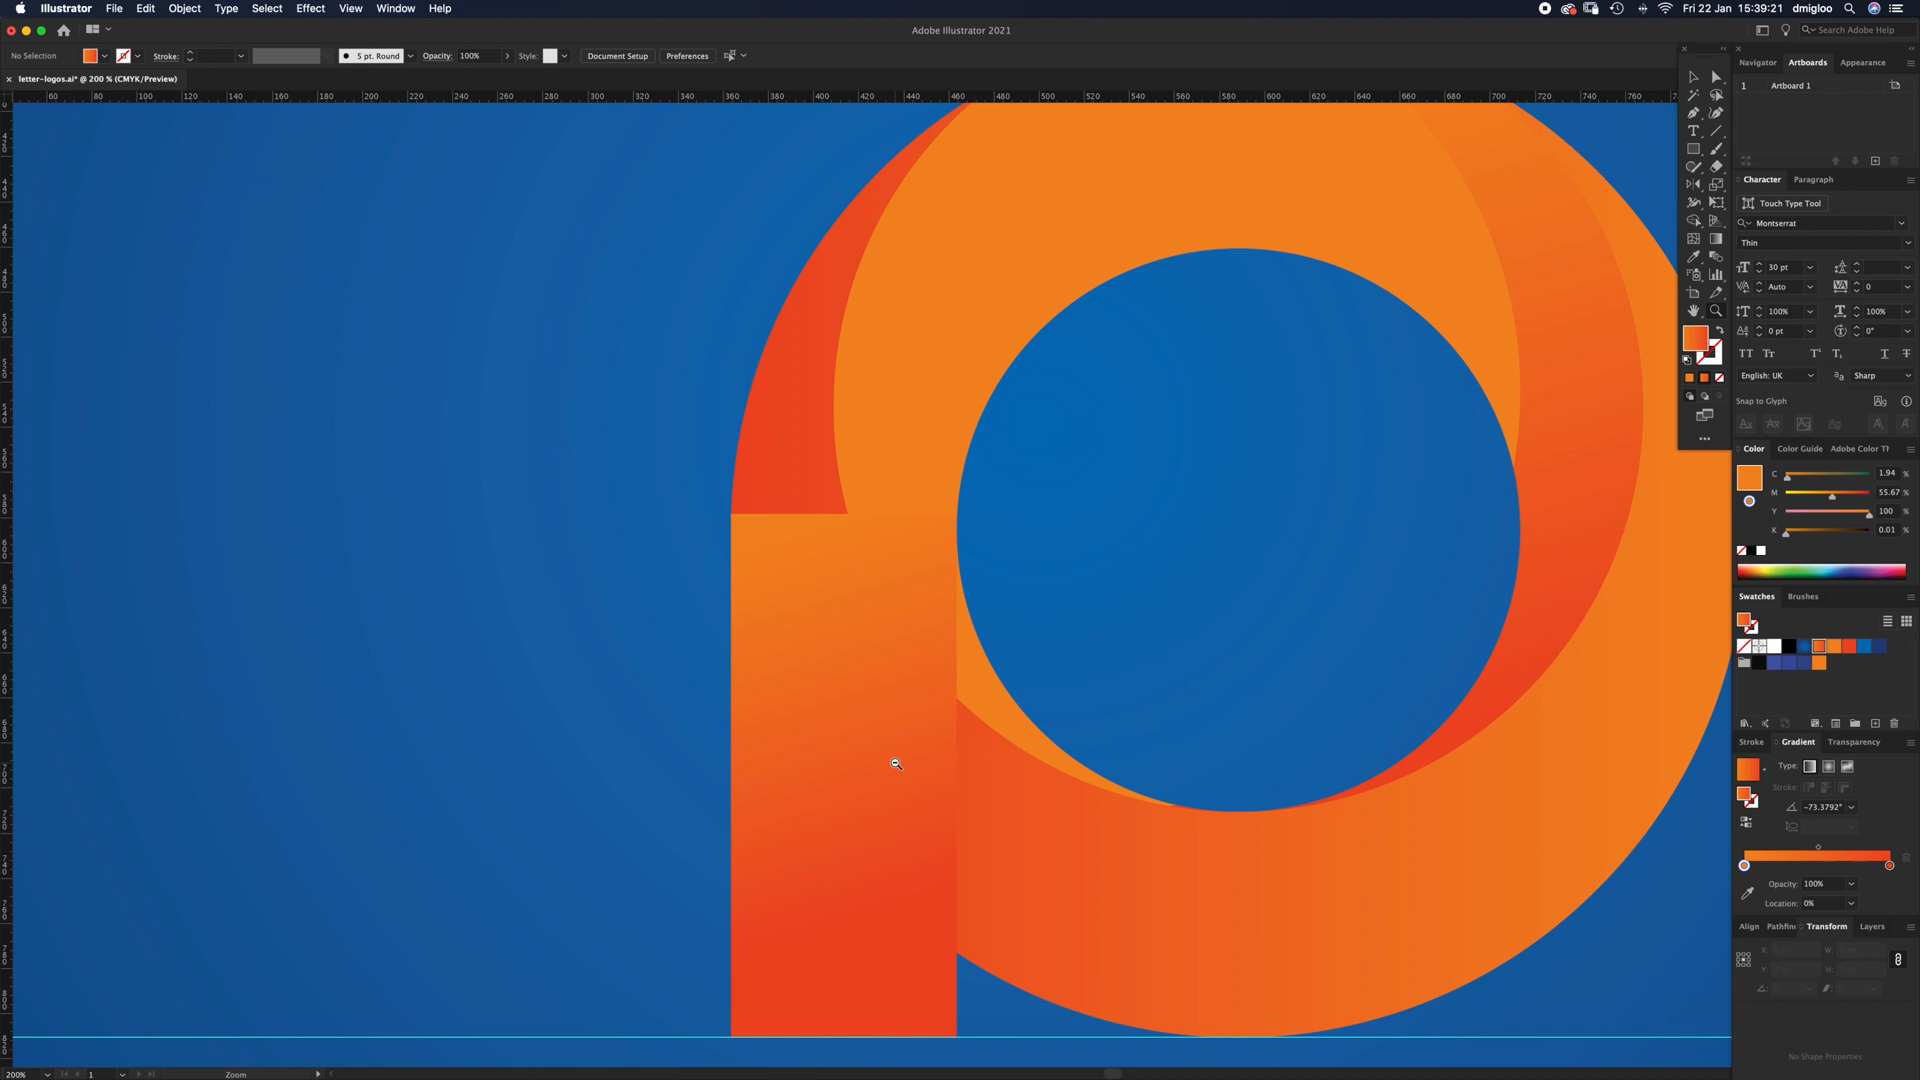 Illustrator File Edit Object Type Select Effect View Window Help
Fri 22 Jan 15:39:21 dmigloo
Adobe Illustrator 2021
Search Adobe Help
No Selection
Stroke:
5 pt. Round
Opacity: 100%
Style:
Document Setup
Preferences
× letter-logos.ai* @ 200 % (CMYK/Preview)
60 80 100 120 140 160 180 200 220 240 260 280 300 320 340 360 380 400 420 440 460 480 500 520 540 560 580 600 620 640 660 680 700 720 740 760
Navigator Artboards Appearance
1 Artboard 1
Character Paragraph
Touch Type Tool
Montserrat
Thin
30 pt
Auto 0
100% 100%
0 pt 0°
English: UK Sharp
Snap to Glyph
Color Color Guide Adobe Color Tl
C 1.94 %
M 55.67 %
Y 100 %
K 0.01 %
Swatches Brushes
Stroke Gradient Transparency
Type:
Stroke:
-73.3792°
Opacity: 100%
Location: 0%
Align Pathfin Transform Layers
X: W:
Y: H:
No Shape Properties
200% 1 Zoom